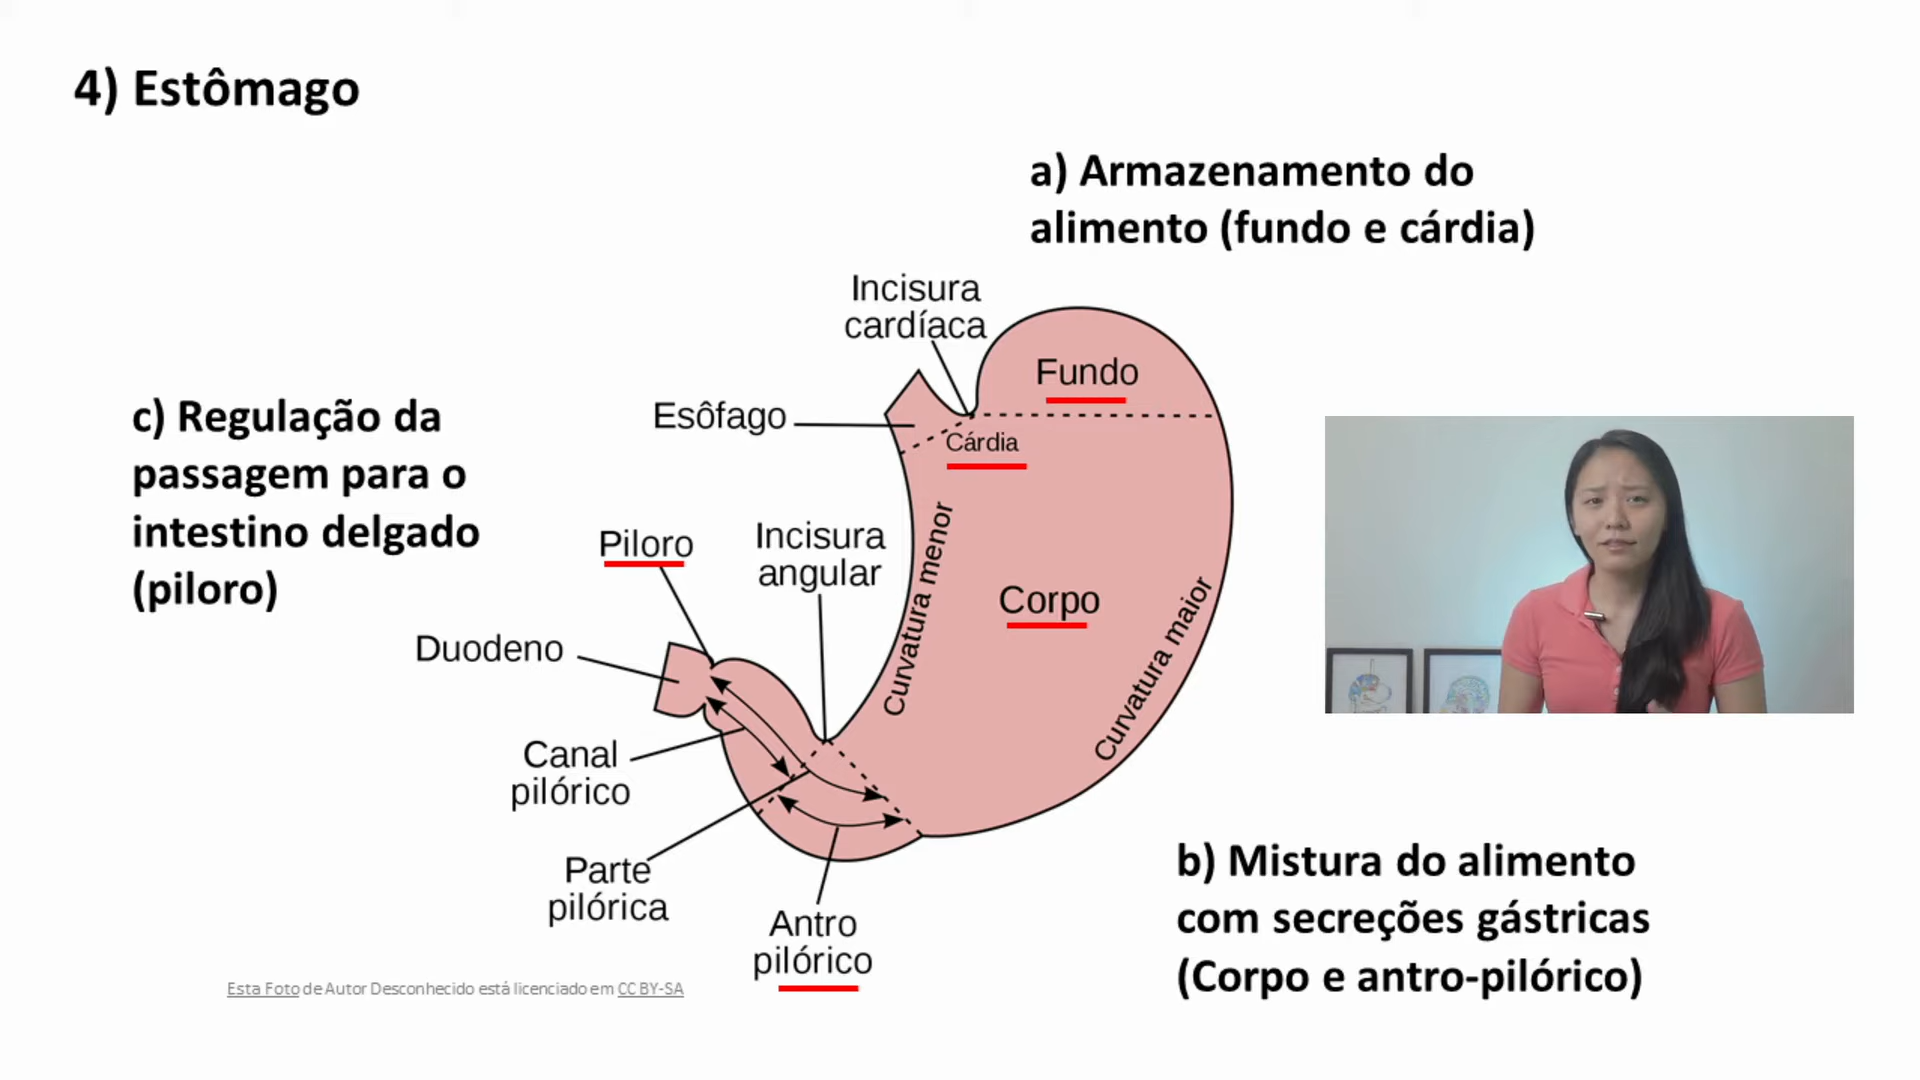 4) Estômago
a) Armazenamento do
alimento (fundo e cárdia)
Incisura
cardíaca
Fundo
Esôfago
Cárdia
c) Regulação da
passagem para o
intestino delgado
(piloro)
Piloro
Incisura
angular
Curvatura menor
Corpo
Curvatura maior
Duodeno
Canal
pilórico
Parte
pilórica
Antro
pilórico
b) Mistura do alimento
com secreções gástricas
(Corpo e antro-pilórico)
Esta Foto de Autor Desconhecido está licenciado em CC BY-SA